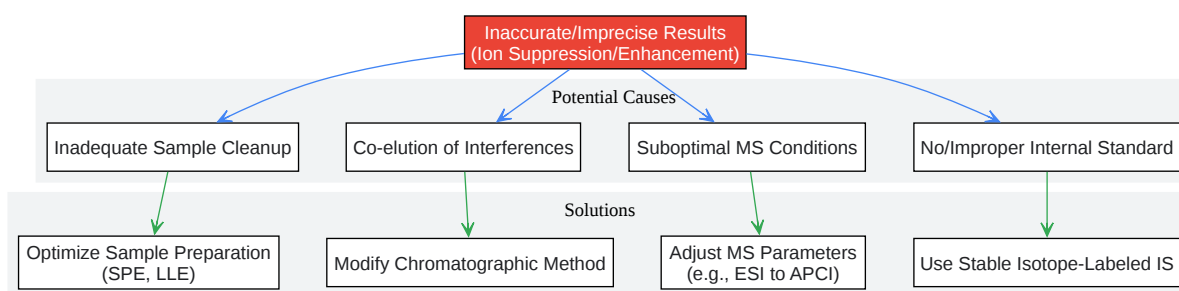 Inaccurate/Imprecise Results
(Ion Suppression/Enhancement)
Potential Causes
Inadequate Sample Cleanup
Co-elution of Interferences
Suboptimal MS Conditions
No/Improper Internal Standard
Solutions
Optimize Sample Preparation
(SPE, LLE)
Modify Chromatographic Method
Adjust MS Parameters
(e.g., ESI to APCI)
Use Stable Isotope-Labeled IS